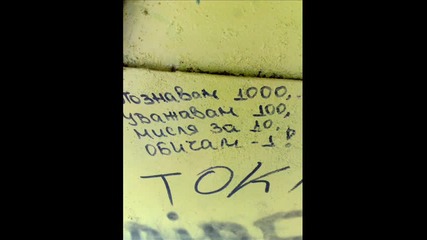 познавам 1000,
уважавам 100,
мисля за 10,
обичам - 1!
ТОК